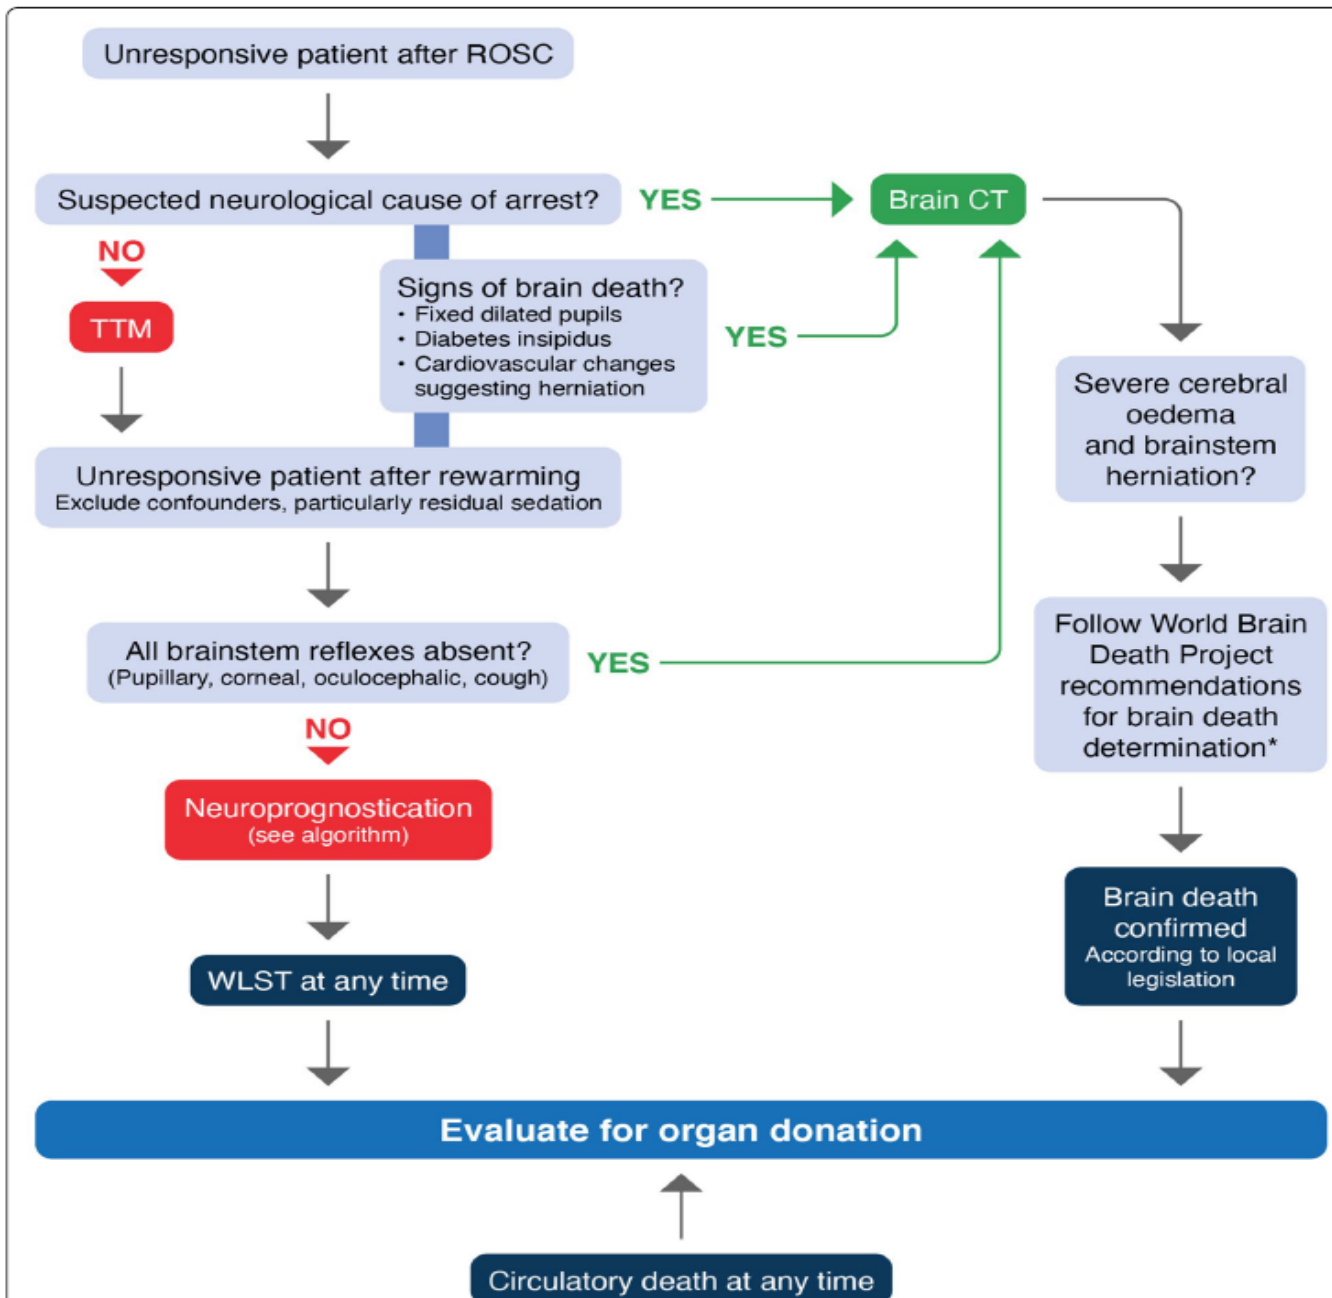 Unresponsive patient after ROSC
Suspected neurological cause of arrest?
YES
Brain CT
NO
TTM
Signs of brain death?
• Fixed dilated pupils
• Diabetes insipidus
• Cardiovascular changes
suggesting herniation
YES
Severe cerebral
oedema
and brainstem
herniation?
Unresponsive patient after rewarming
Exclude confounders, particularly residual sedation
All brainstem reflexes absent?
(Pupillary, corneal, oculocephalic, cough)
YES
Follow World Brain
Death Project
recommendations
for brain death
determination*
NO
Neuroprognostication
(see algorithm)
Brain death
confirmed
According to local
legislation
WLST at any time
Evaluate for organ donation
Circulatory death at any time